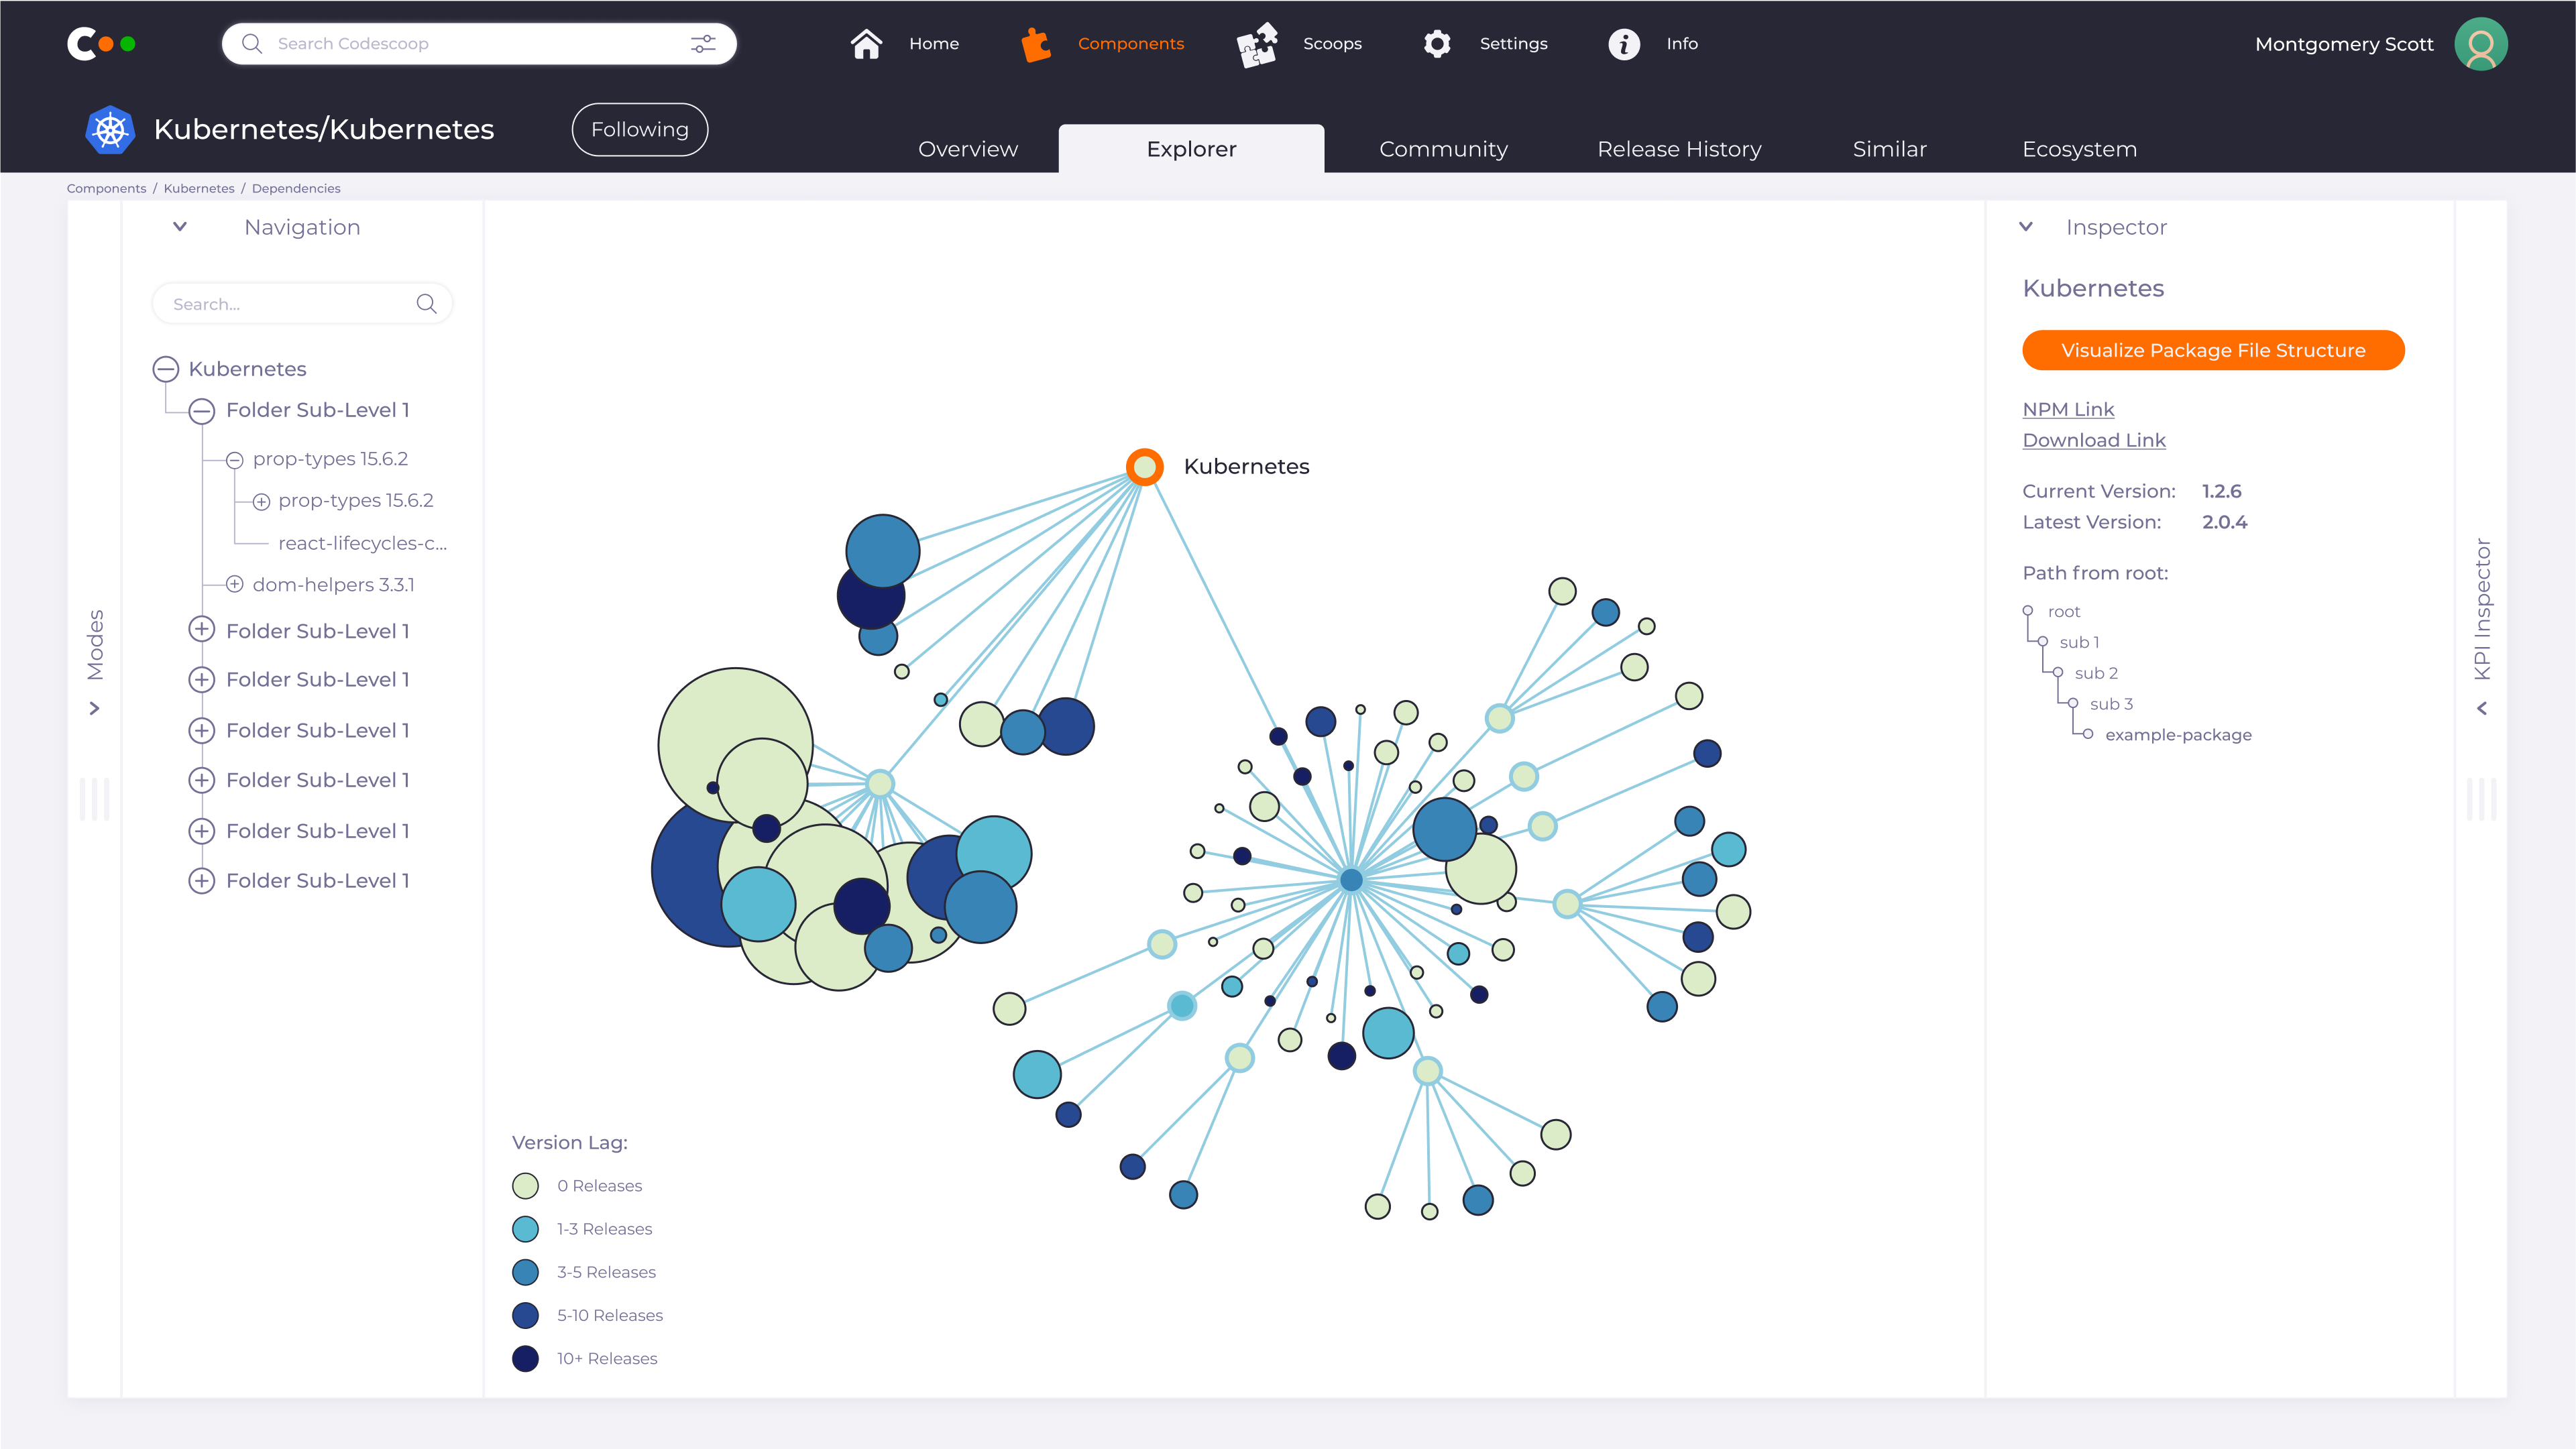 Search Codescoop
Home
Components
Scoops
Settings
Info
Montgomery Scott
Kubernetes/Kubernetes
Following
Overview
Explorer
Community
Release History
Similar
Ecosystem
Components / Kubernetes / Dependencies
Modes
Navigation
Search...
Kubernetes
Folder Sub-Level 1
prop-types 15.6.2
prop-types 15.6.2
react-lifecycles-c...
dom-helpers 3.3.1
Folder Sub-Level 1
Folder Sub-Level 1
Folder Sub-Level 1
Folder Sub-Level 1
Folder Sub-Level 1
Folder Sub-Level 1
Kubernetes
Version Lag:
0 Releases
1-3 Releases
3-5 Releases
5-10 Releases
10+ Releases
Inspector
Kubernetes
Visualize Package File Structure
NPM Link
Download Link
Current Version: 1.2.6
Latest Version: 2.0.4
Path from root:
root
sub 1
sub 2
sub 3
example-package
KPI Inspector